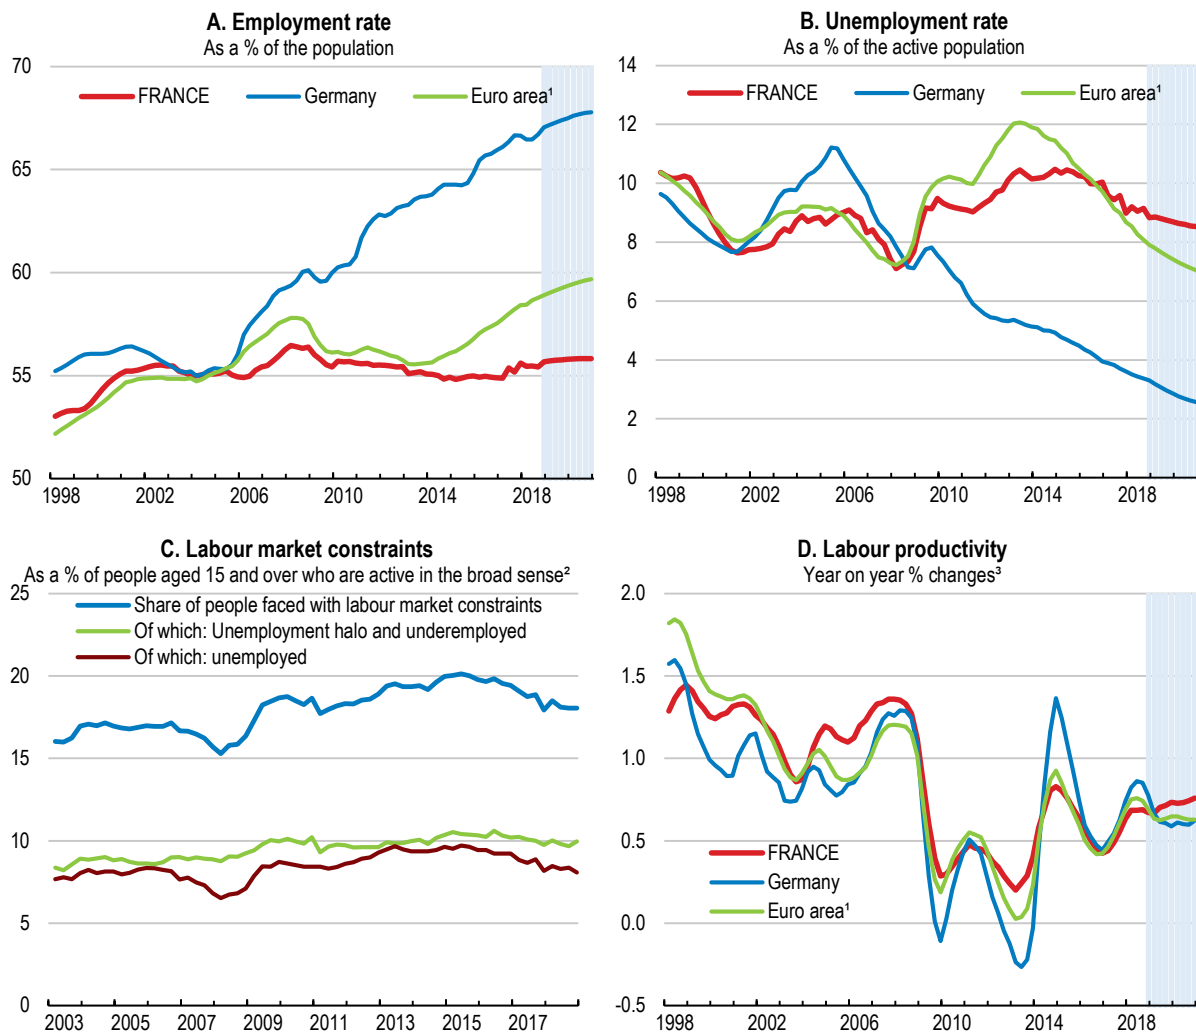 A. Employment rate
As a % of the population
70
65
60
55
50
FRANCE
Germany
Euro area¹
1998
2002
2006
2010
2014
2018
B. Unemployment rate
As a % of the active population
14
12
10
8
6
4
2
0
FRANCE
Germany
Euro area¹
1998
2002
2006
2010
2014
2018
C. Labour market constraints
As a % of people aged 15 and over who are active in the broad sense²
25
20
15
10
5
0
Share of people faced with labour market constraints
Of which: Unemployment halo and underemployed
Of which: unemployed
2003
2005
2007
2009
2011
2013
2015
2017
D. Labour productivity
Year on year % changes³
2.0
1.5
1.0
0.5
0.0
-0.5
FRANCE
Germany
Euro area¹
1998
2002
2006
2010
2014
2018